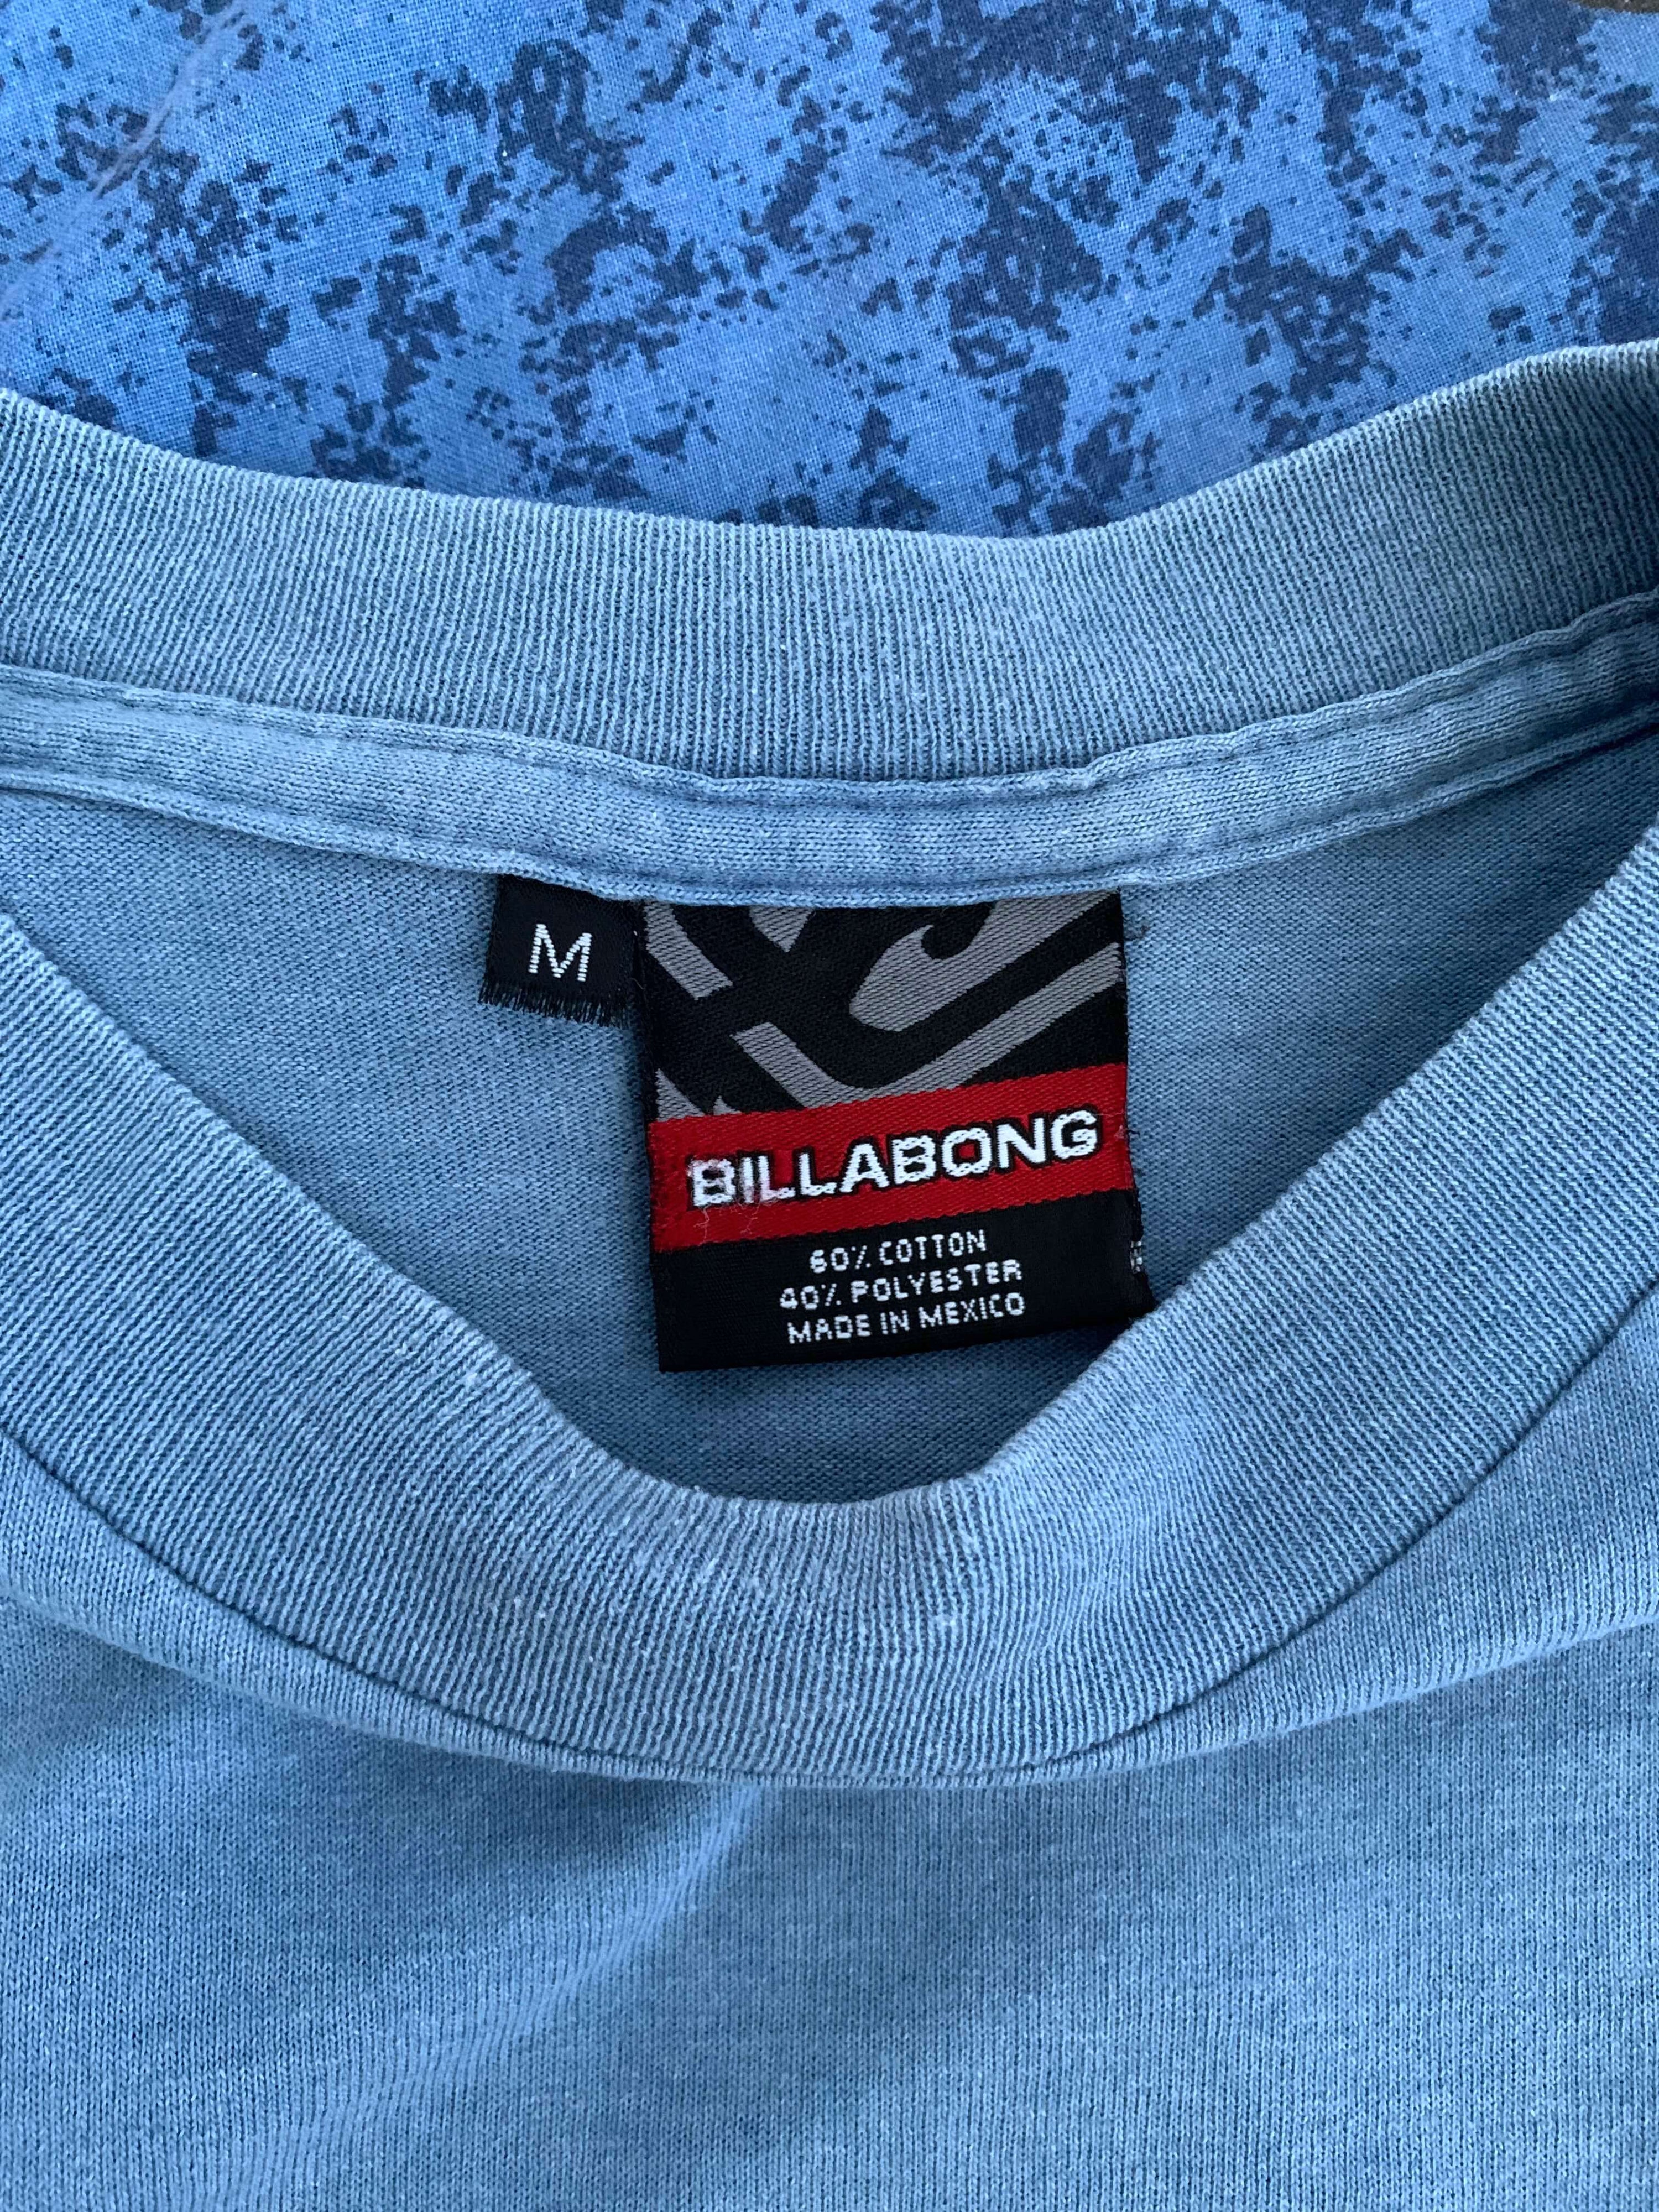 M
BILLABONG
60% COTTON
40% POLYESTER
MADE IN MEXICO